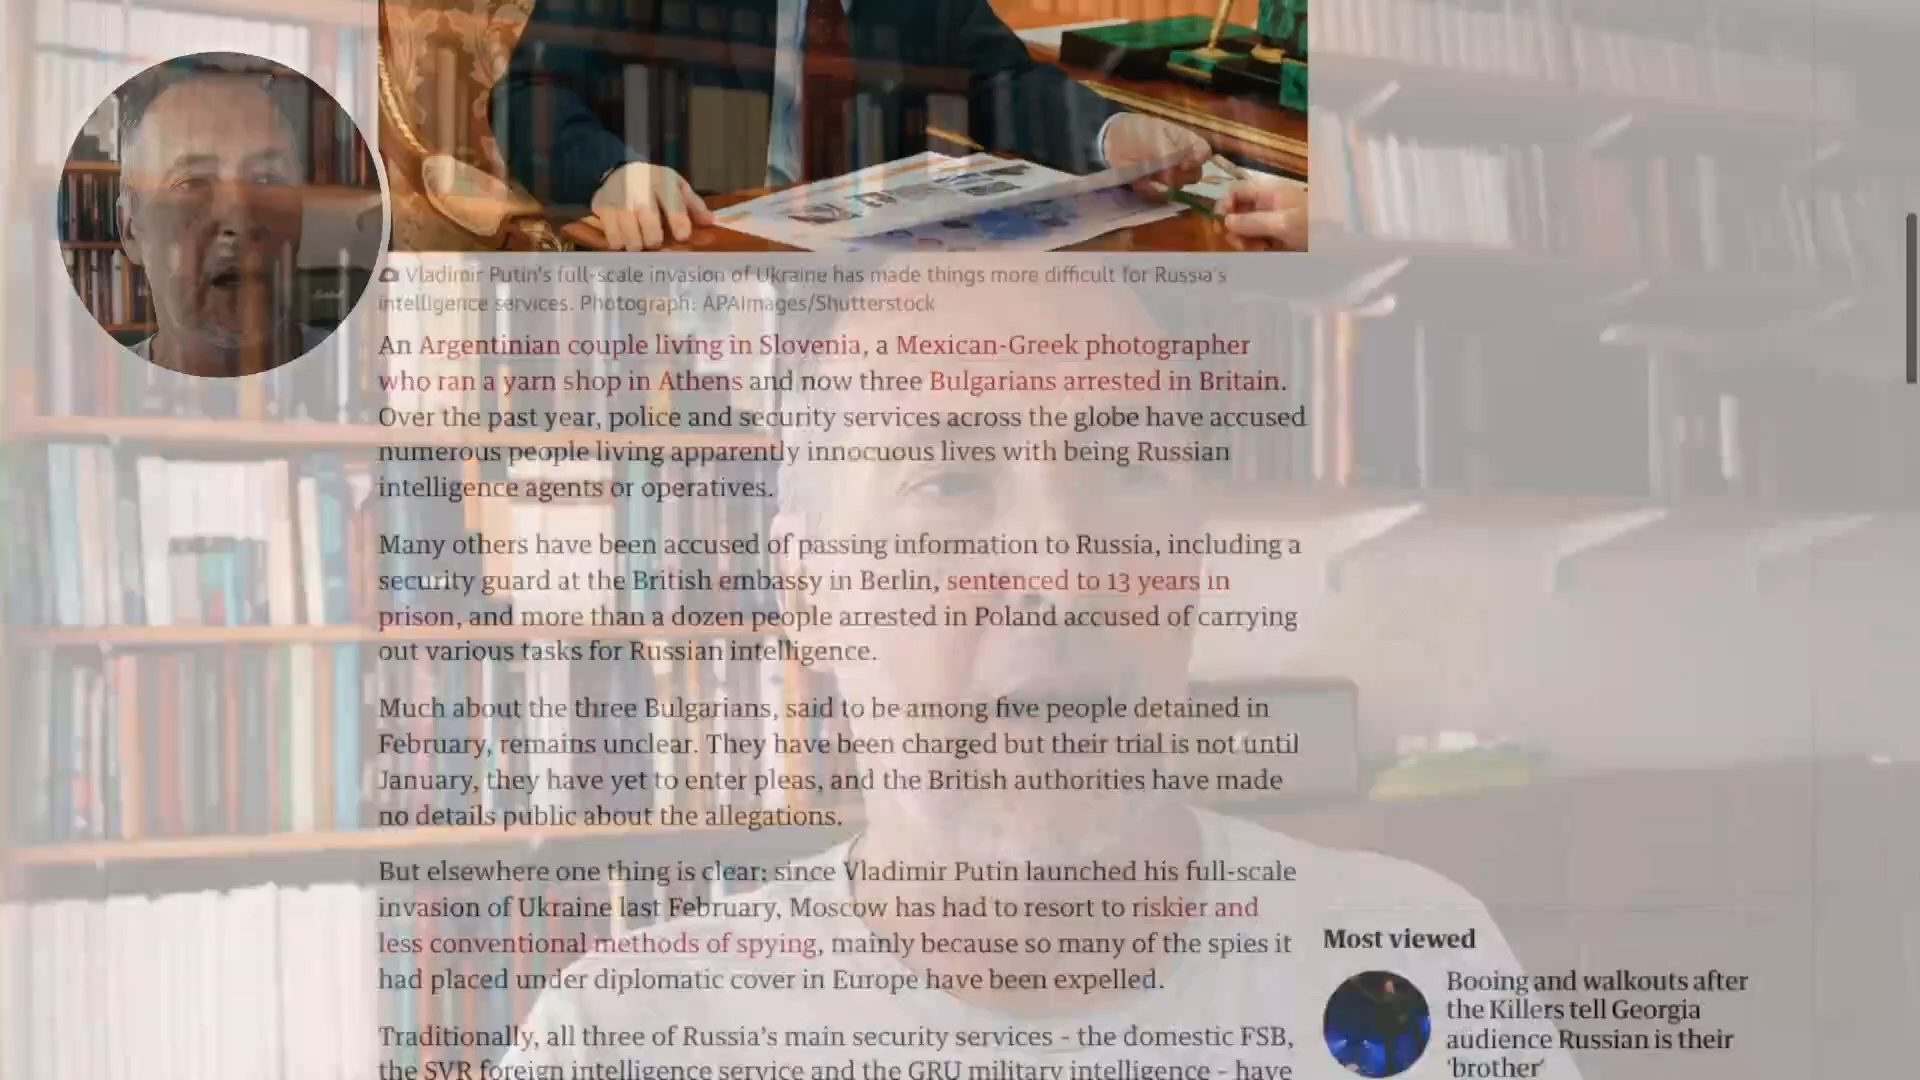 Vladimir Putin's full-scale invasion of Ukraine has made things more difficult for Russia's
intelligence services. Photograph: APAImages/Shutterstock
An Argentinian couple living in Slovenia, a Mexican-Greek photographer
who ran a yarn shop in Athens and now three Bulgarians arrested in Britain.
Over the past year, police and security services across the globe have accused
numerous people living apparently innocuous lives with being Russian
intelligence agents or operatives.
Many others have been accused of passing information to Russia, including a
security guard at the British embassy in Berlin, sentenced to 13 years in
prison, and more than a dozen people arrested in Poland accused of carrying
out various tasks for Russian intelligence.
Much about the three Bulgarians, said to be among five people detained in
February, remains unclear. They have been charged but their trial is not until
January, they have yet to enter pleas, and the British authorities have made
no details public about the allegations.
But elsewhere one thing is clear: since Vladimir Putin launched his full-scale
invasion of Ukraine last February, Moscow has had to resort to riskier and
less conventional methods of spying, mainly because so many of the spies it
had placed under diplomatic cover in Europe have been expelled.
Traditionally, all three of Russia's main security services - the domestic FSB,
the SVR foreign intelligence service and the GRU military intelligence - have
Most viewed
Booing and walkouts after
the Killers tell Georgia
audience Russian is their
'brother'